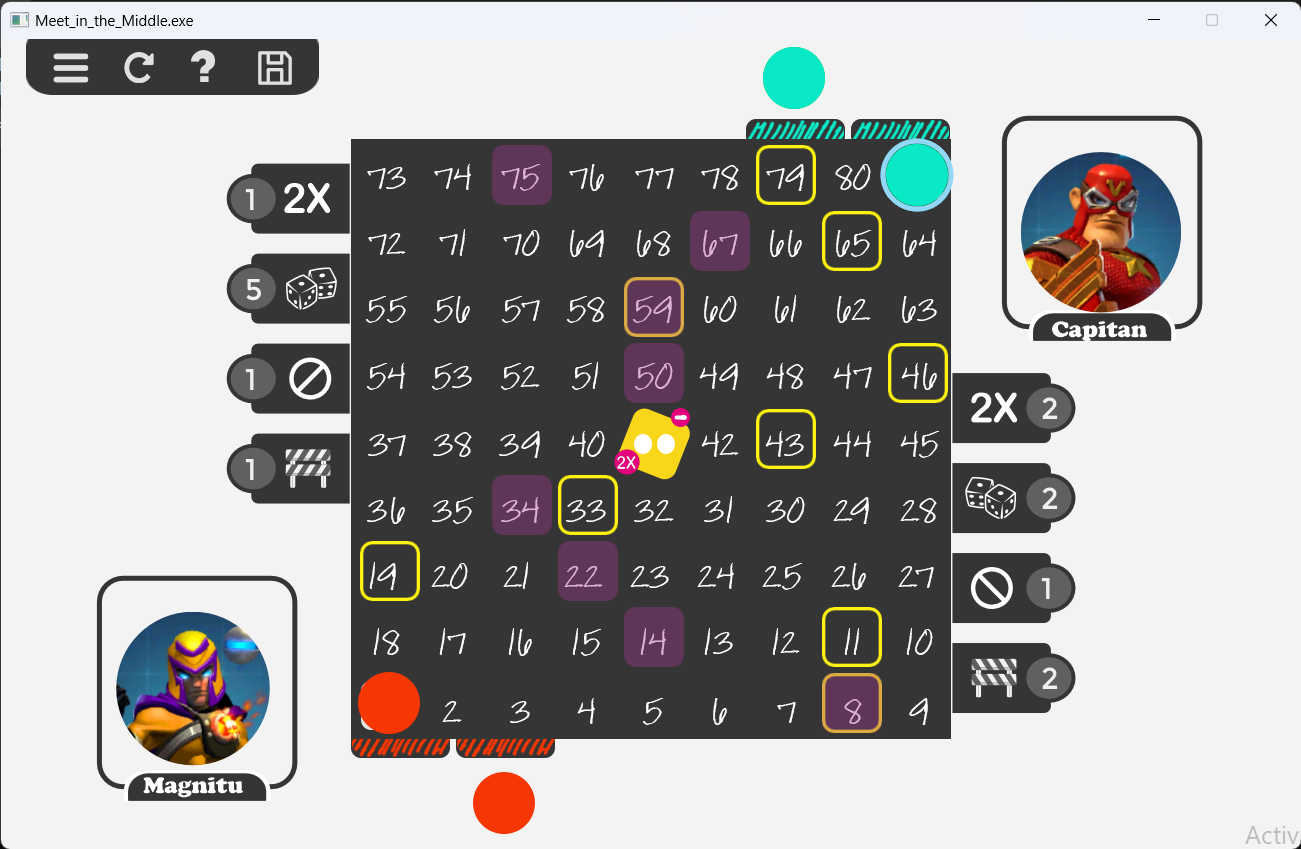 Meet_in_the_Middle.exe
?
73 74 75 76 77 78 79 80
1 2X
72 71 70 69 68 67 66 65 64
5
55 56 57 58 59 60 61 62 63
Capitan
1
54 53 52 51 50 49 48 47 46
2X 2
37 38 39 40 2X 42 43 44 45
1
36 35 34 33 32 31 30 29 28
2
19 20 21 22 23 24 25 26 27
1
18 17 16 15 14 13 12 11 10
2
2 3 4 5 6 7 8 9
Magnitu
Activ